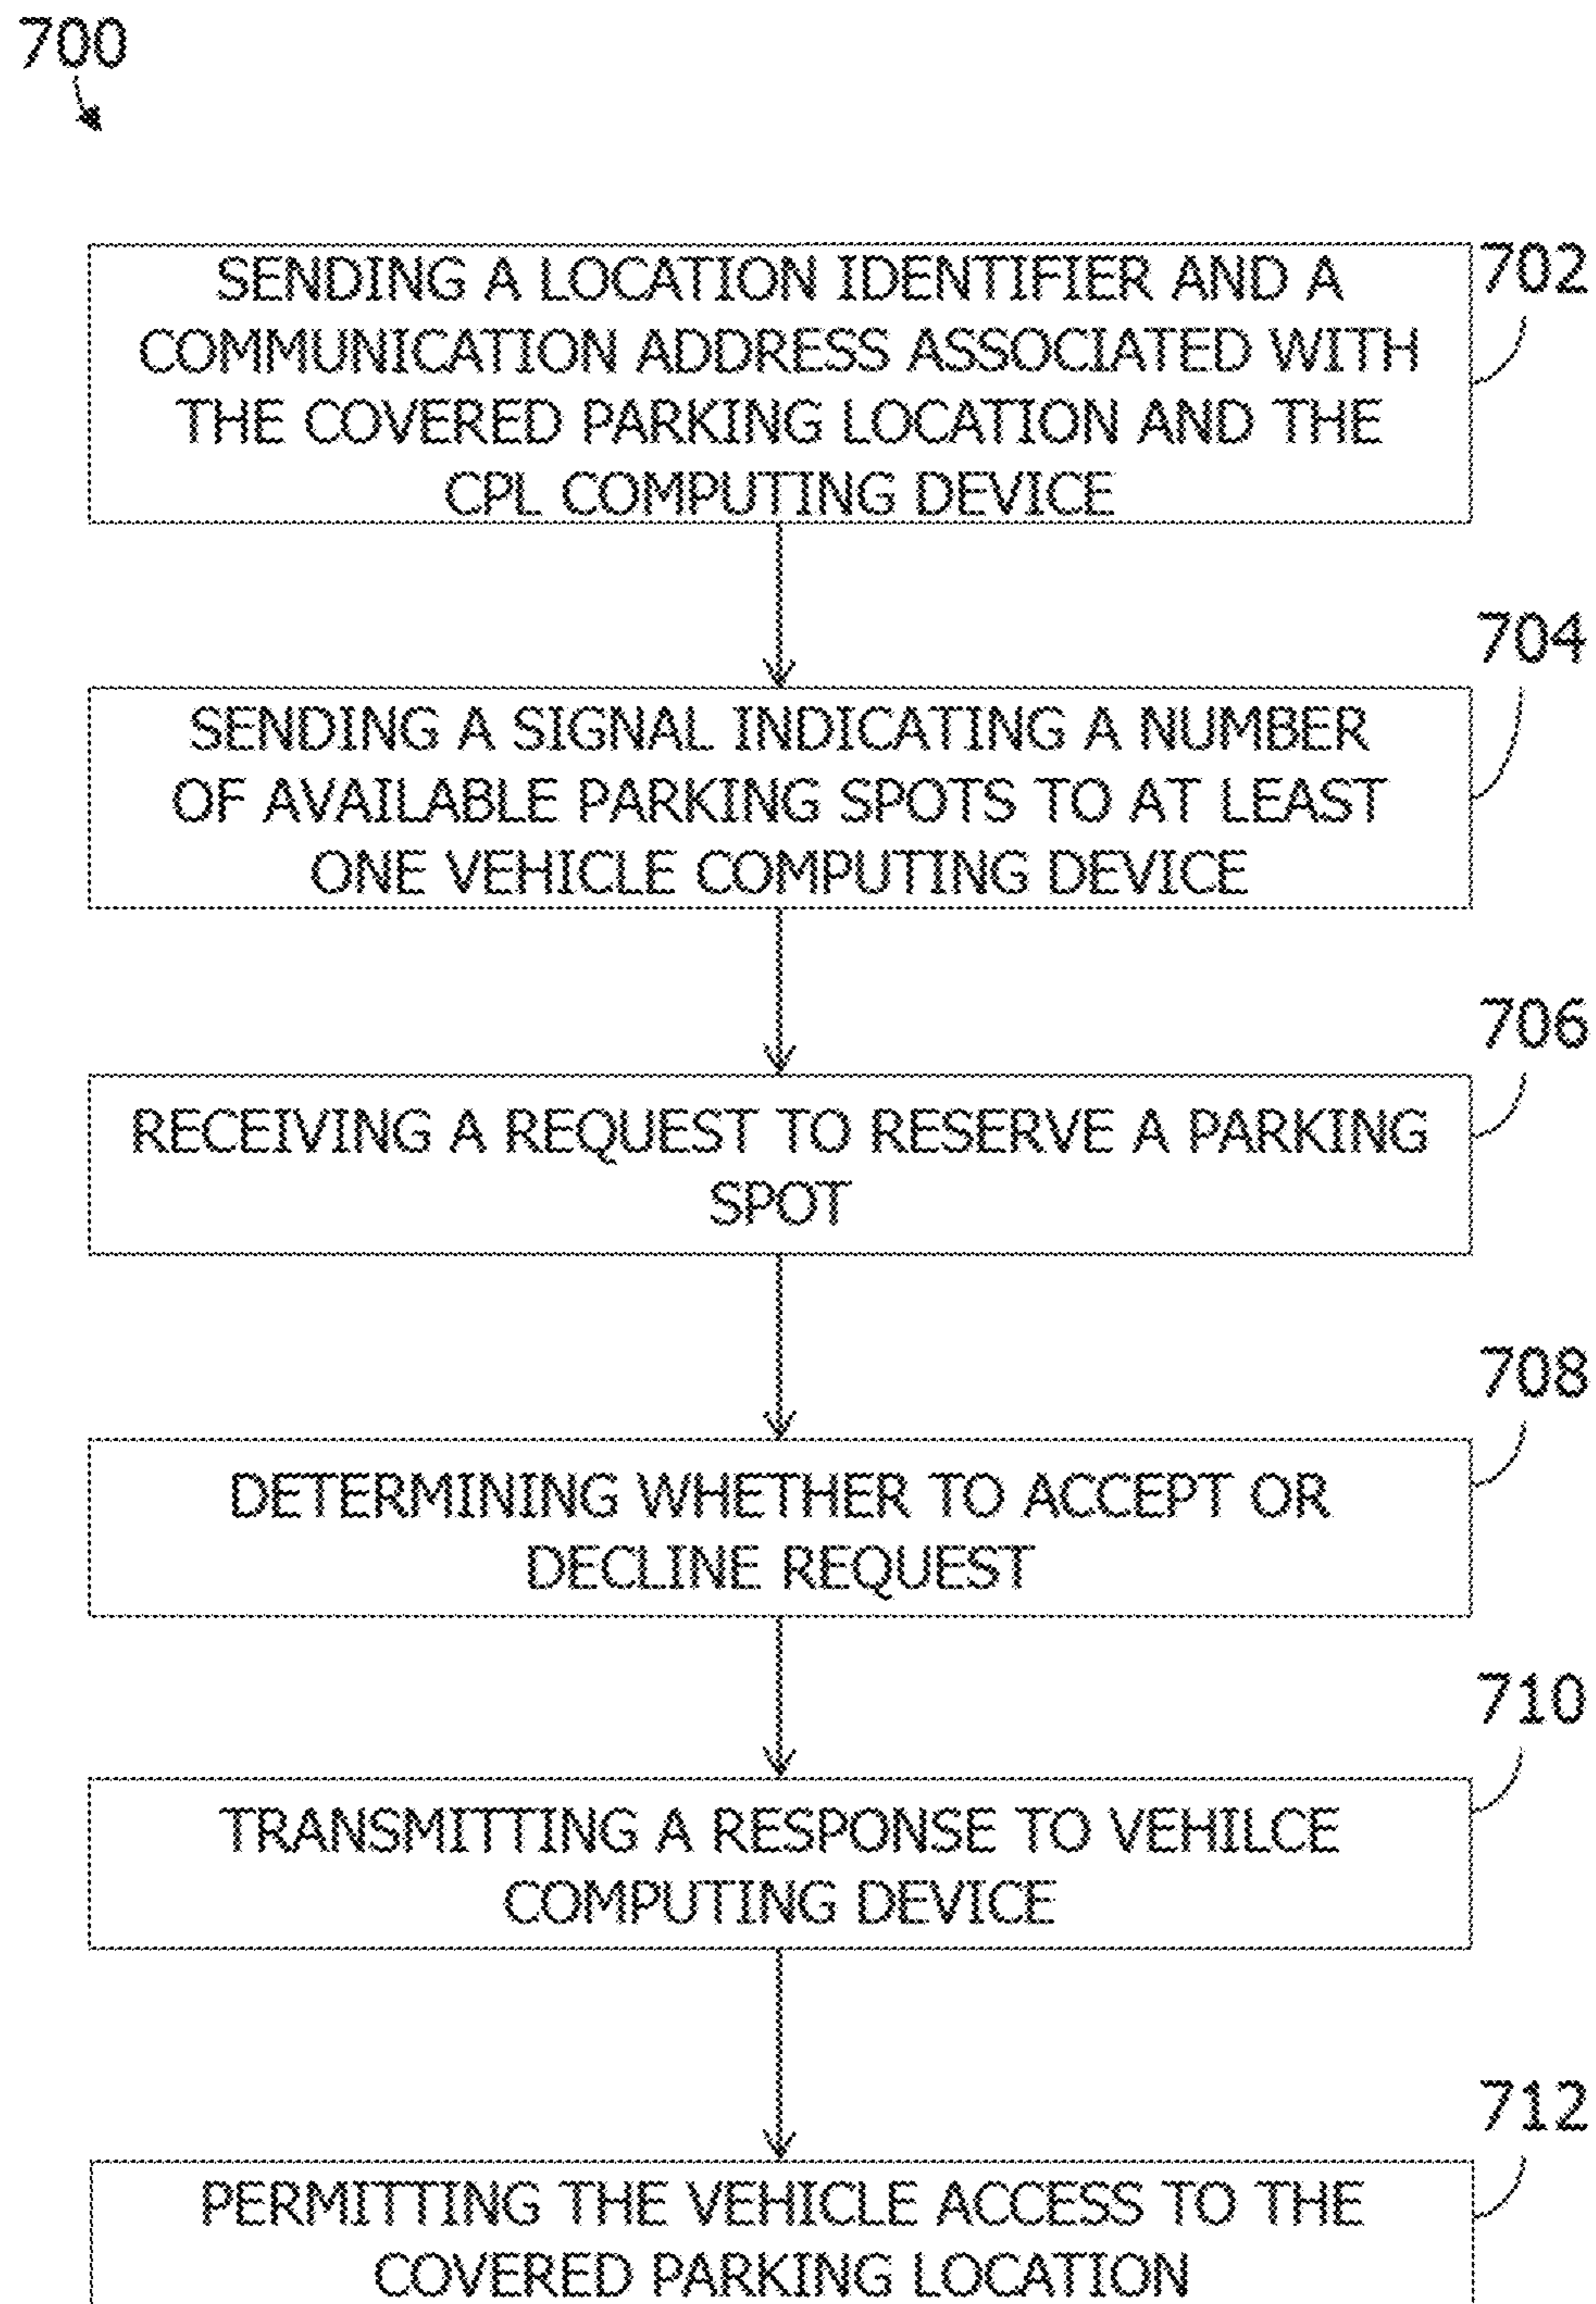 700
702
SENDING A LOCATION IDENTIFIER AND A
COMMUNICATION ADDRESS ASSOCIATED WITH
THE COVERED PARKING LOCATION AND THE
CPL COMPUTING DEVICE
704
SENDING A SIGNAL INDICATING A NUMBER
OF AVAILABLE PARKING SPOTS TO AT LEAST
ONE VEHICLE COMPUTING DEVICE
706
RECEIVING A REQUEST TO RESERVE A PARKING
SPOT
708
DETERMINING WHETHER TO ACCEPT OR
DECLINE REQUEST
710
TRANSMITTING A RESPONSE TO VEHILCE
COMPUTING DEVICE
712
PERMITTING THE VEHICLE ACCESS TO THE
COVERED PARKING LOCATION